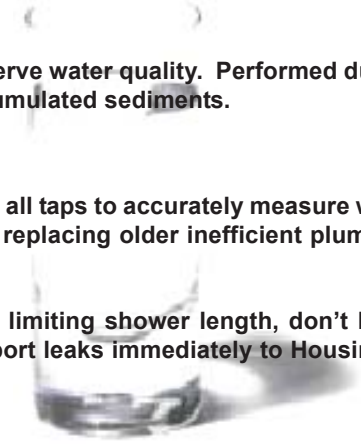 erve water quality. Performed du
umulated sediments.
all taps to accurately measure w
replacing older inefficient plum
limiting shower length, don't l
port leaks immediately to Housin